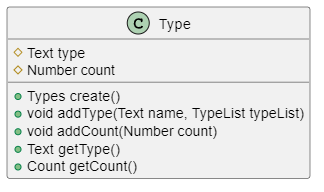 C Type
Text type
Number count
Types create()
void addType(Text name, TypeList typeList)
void addCount(Number count)
Text getType()
Count getCount()